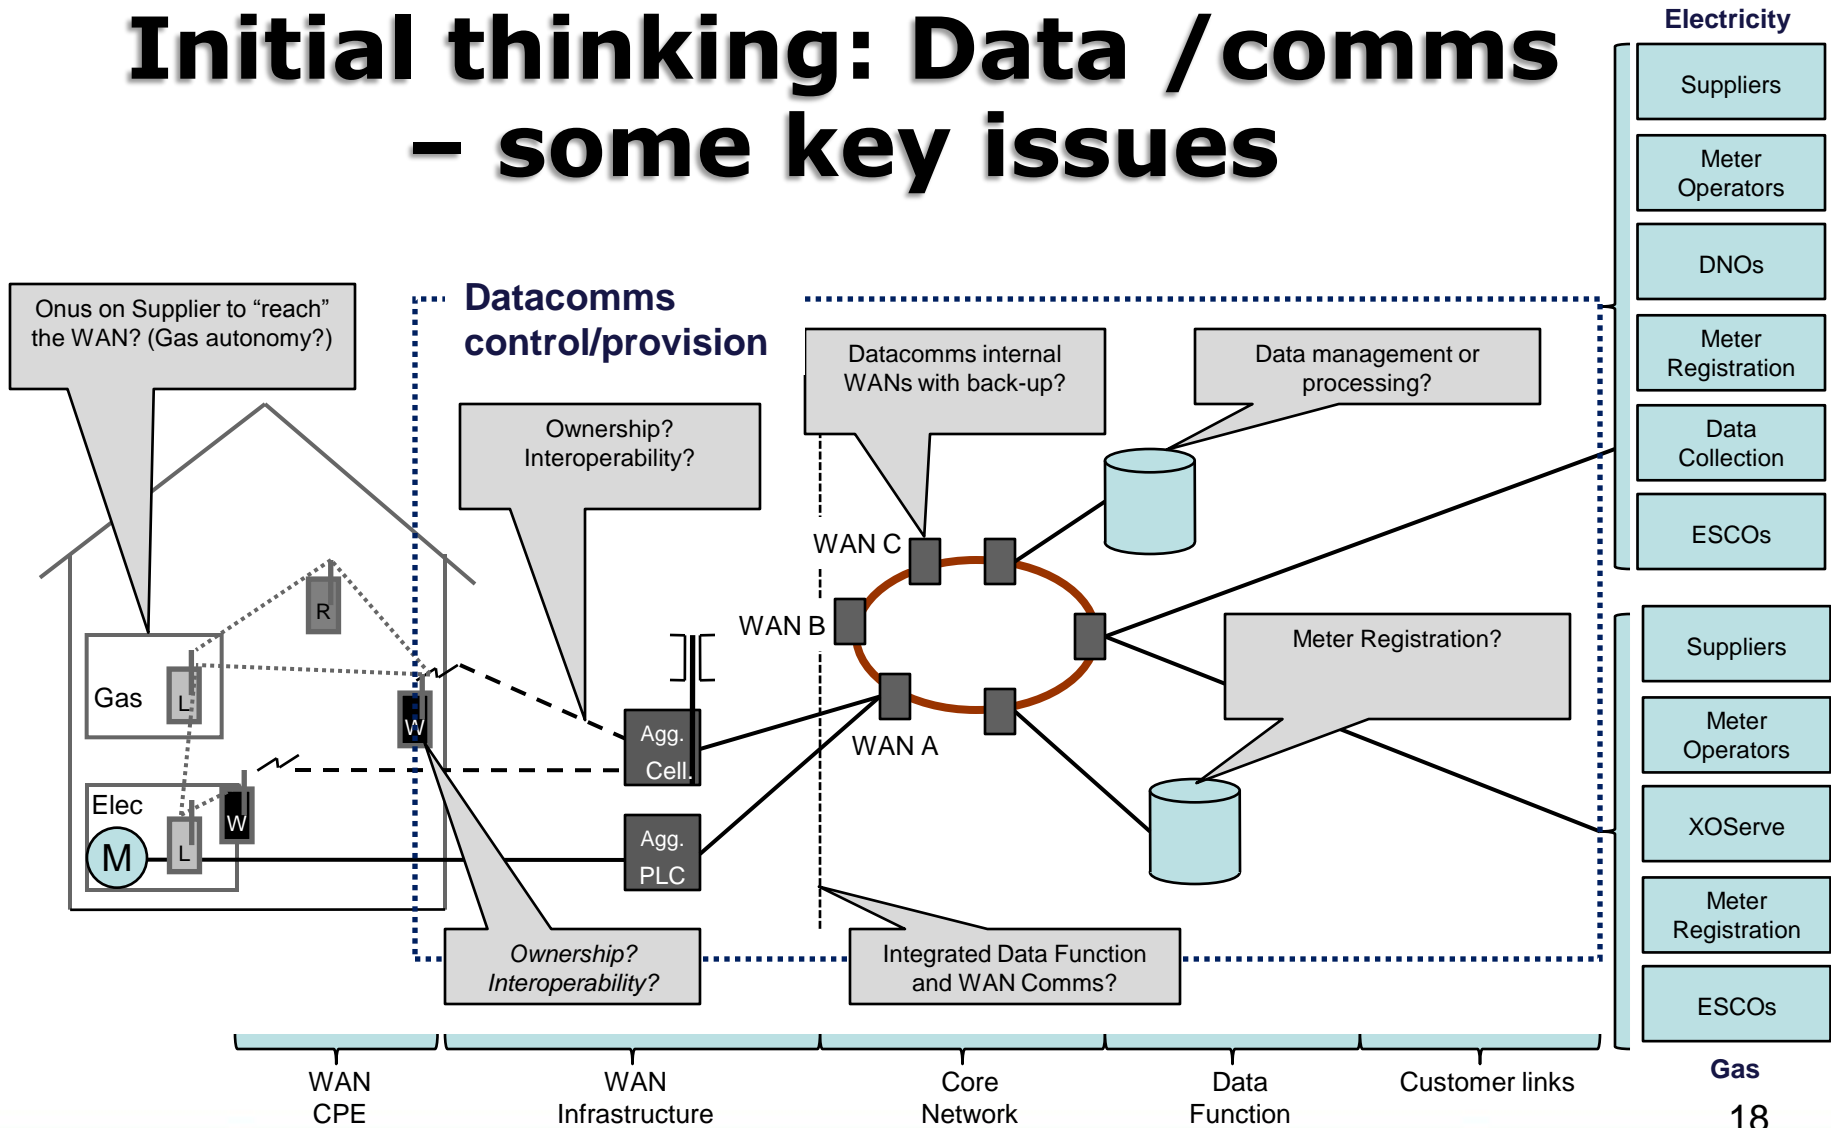 Initial thinking: Data /comms
– some key issues
Electricity
Suppliers
Meter
Operators
DNOs
Meter
Registration
Data
Collection
ESCOs
Onus on Supplier to “reach”
the WAN? (Gas autonomy?)
Datacomms
control/provision
Ownership?
Interoperability?
Datacomms internal
WANs with back-up?
Data management or
processing?
WAN C
WAN B
WAN A
Meter Registration?
R
Gas
L
W
Elec
W
M
L
Agg.
Cell.
Agg.
PLC
Ownership?
Interoperability?
Integrated Data Function
and WAN Comms?
Suppliers
Meter
Operators
XOServe
Meter
Registration
ESCOs
Gas
WAN
CPE
WAN
Infrastructure
Core
Network
Data
Function
Customer links
18